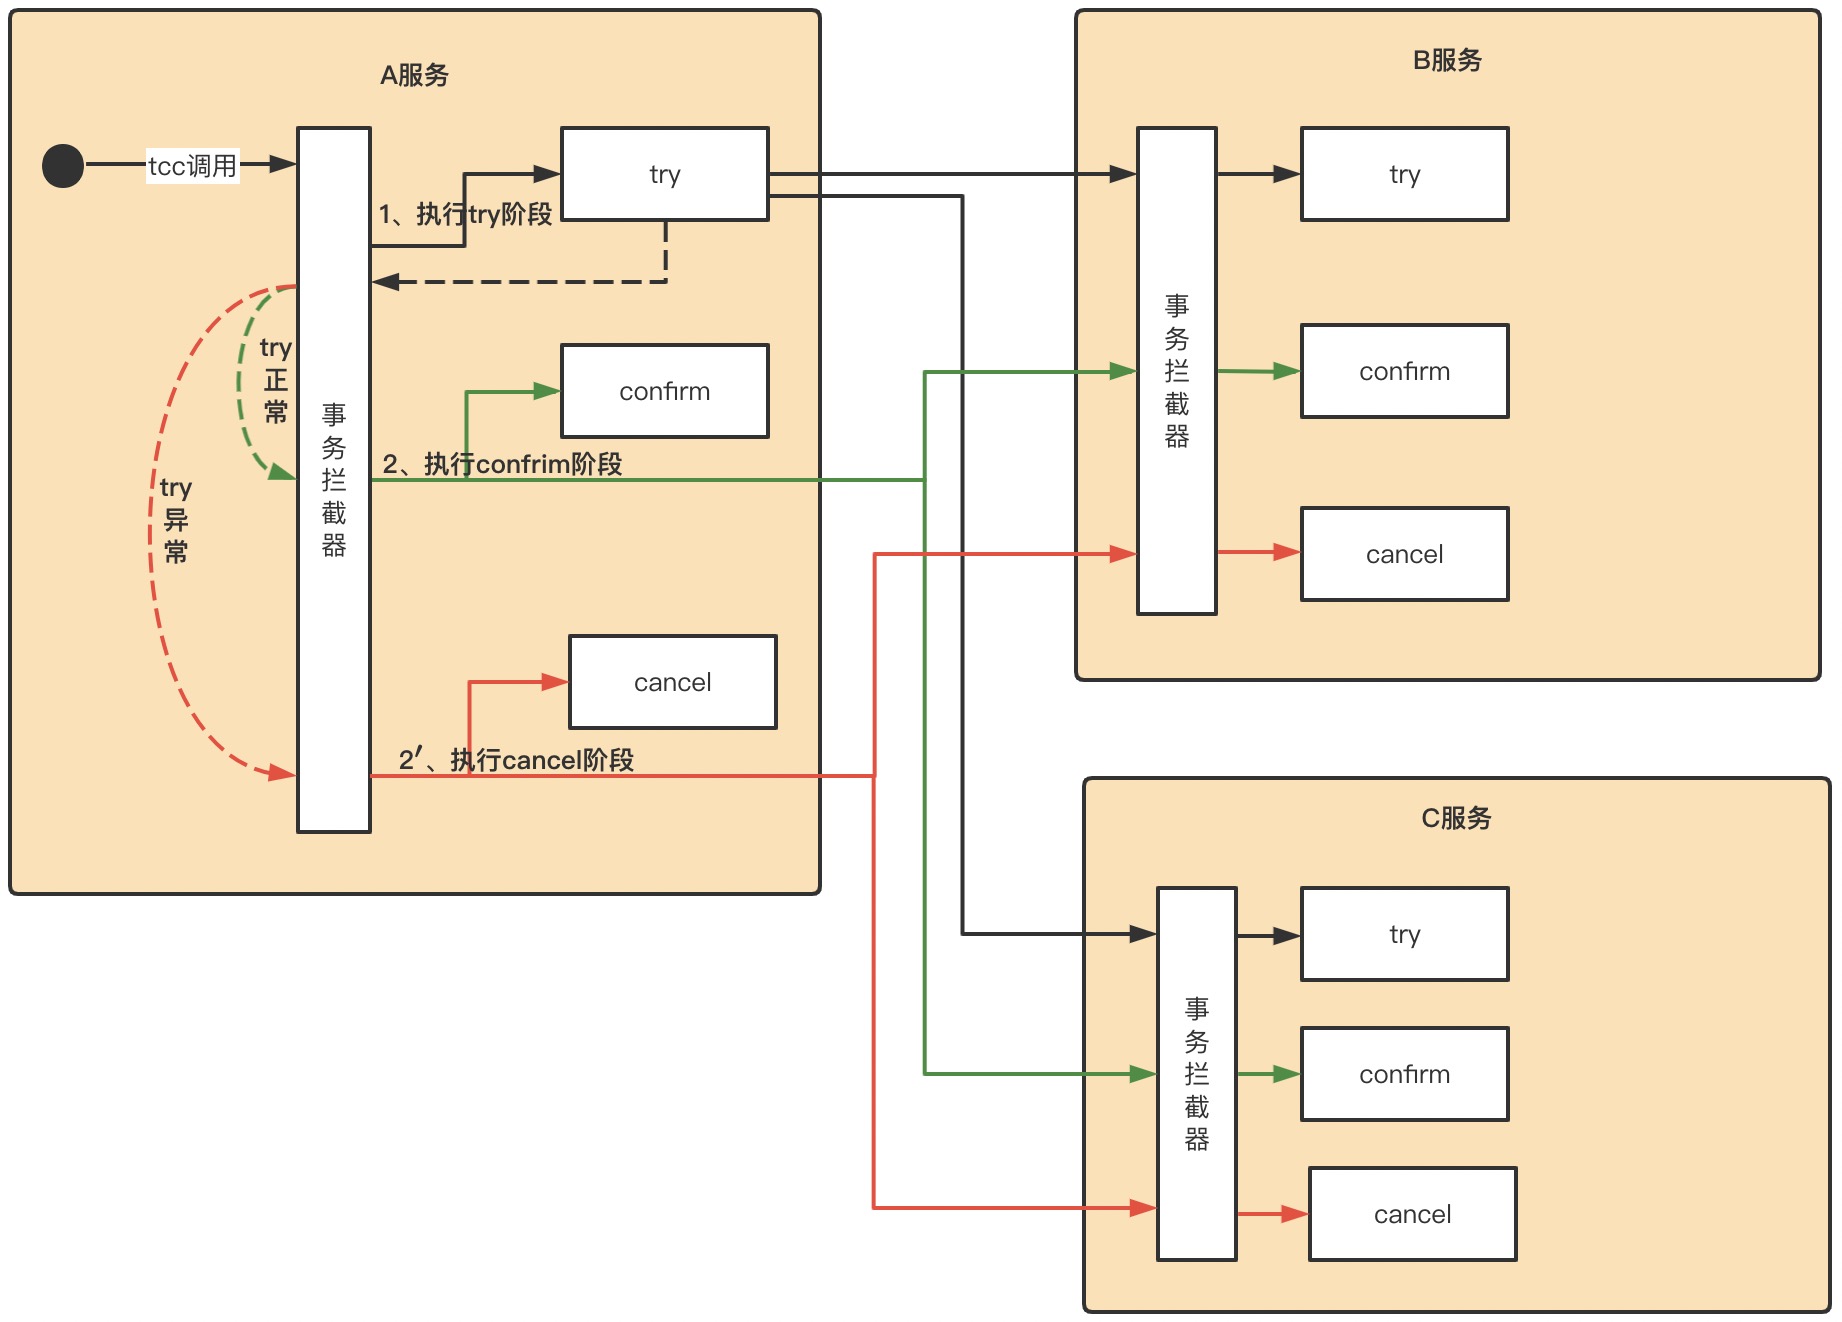 A服务
tcc调用
try
1、执行try阶段
try
正
常
confirm
事
务
拦
截
器
2、执行confrim阶段
try
异
常
cancel
2′、执行cancel阶段
B服务
try
事
务
拦
截
器
confirm
cancel
C服务
try
事
务
拦
截
器
confirm
cancel